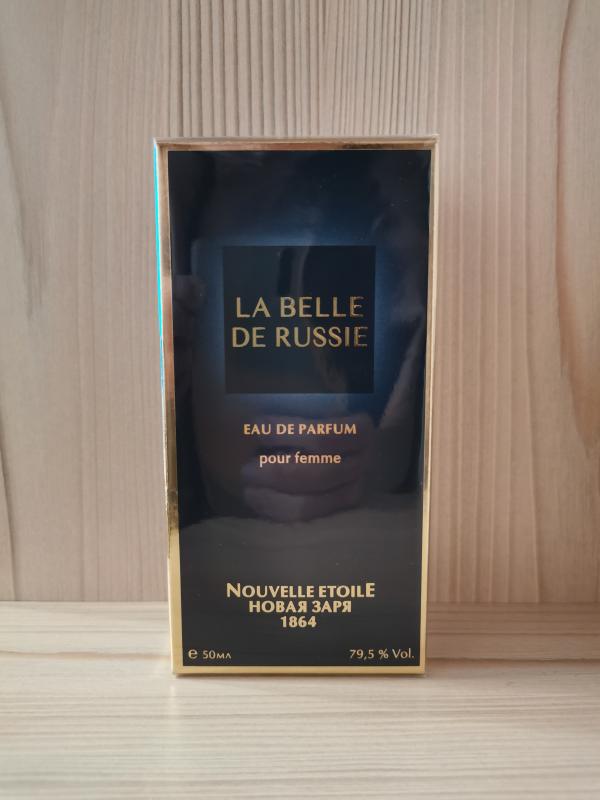 LA BELLE
DE RUSSIE
EAU DE PARFUM
pour femme
NOUVELLE ETOILE
НОВАЯ ЗАРЯ
1864
℮ 50мл 79,5 % Vol.